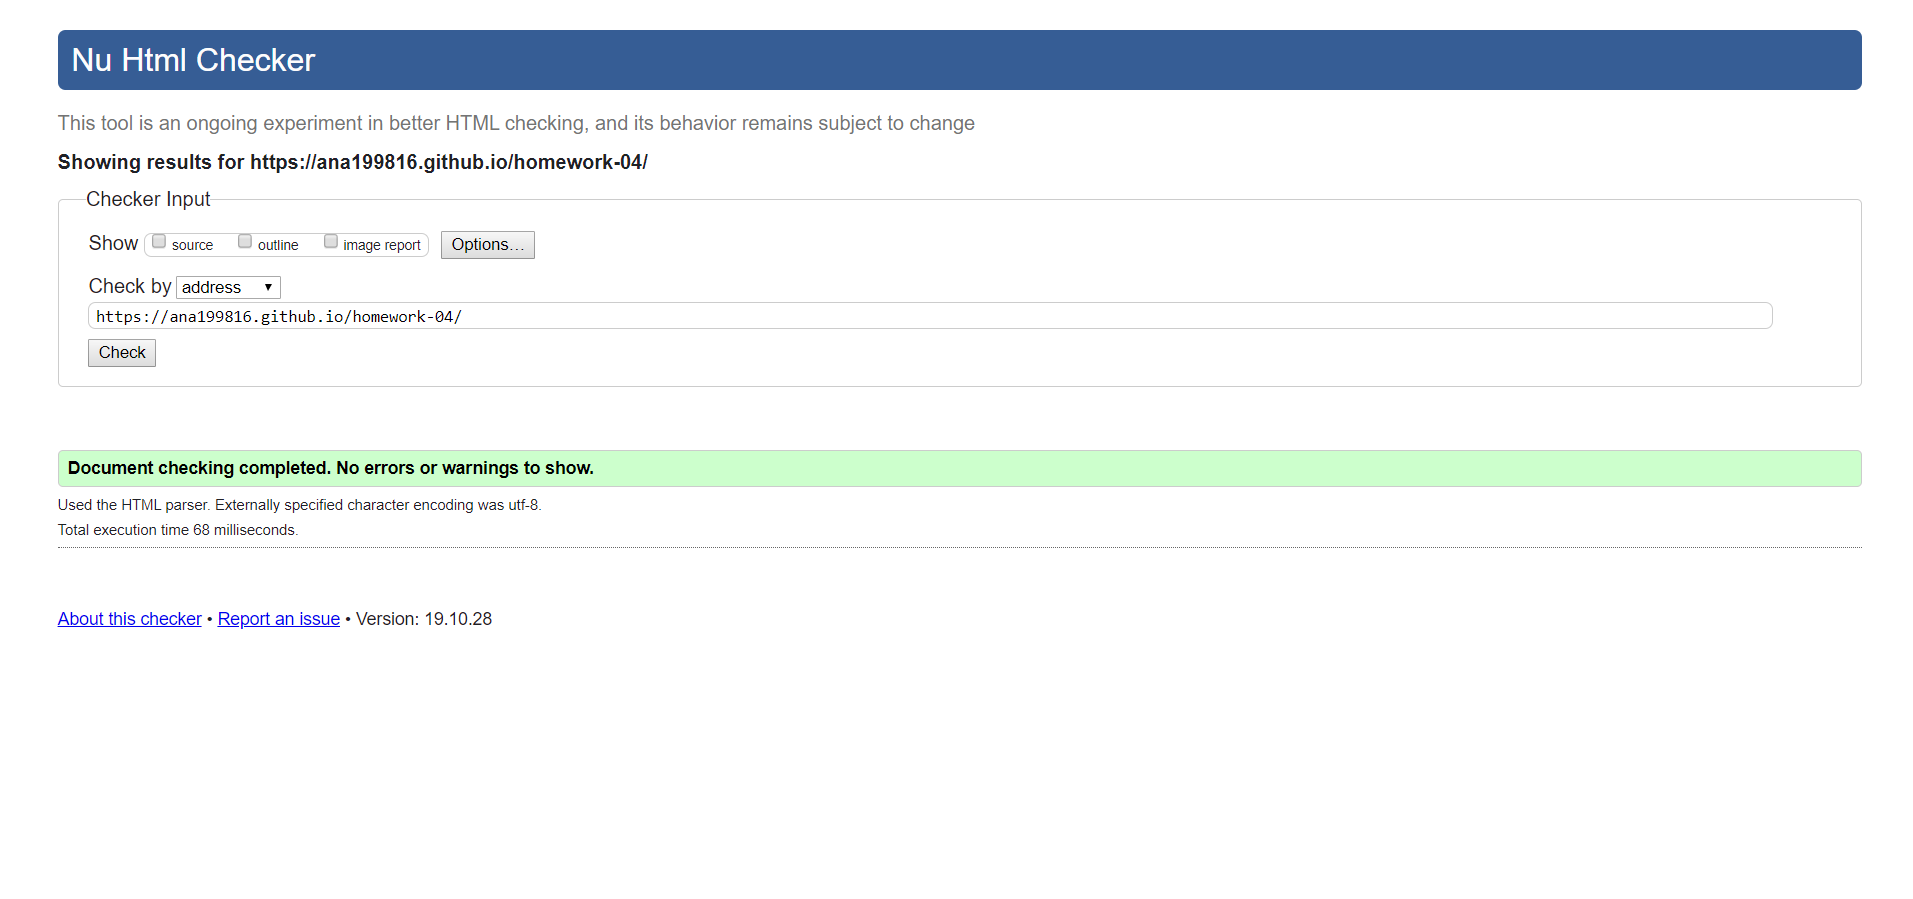 Nu Html Checker
This tool is an ongoing experiment in better HTML checking, and its behavior remains subject to change
Showing results for https://ana199816.github.io/homework-04/
Checker Input
Show source outline image report Options...
Check by address
https://ana199816.github.io/homework-04/
Check
Document checking completed. No errors or warnings to show.
Used the HTML parser. Externally specified character encoding was utf-8.
Total execution time 68 milliseconds.
About this checker • Report an issue • Version: 19.10.28